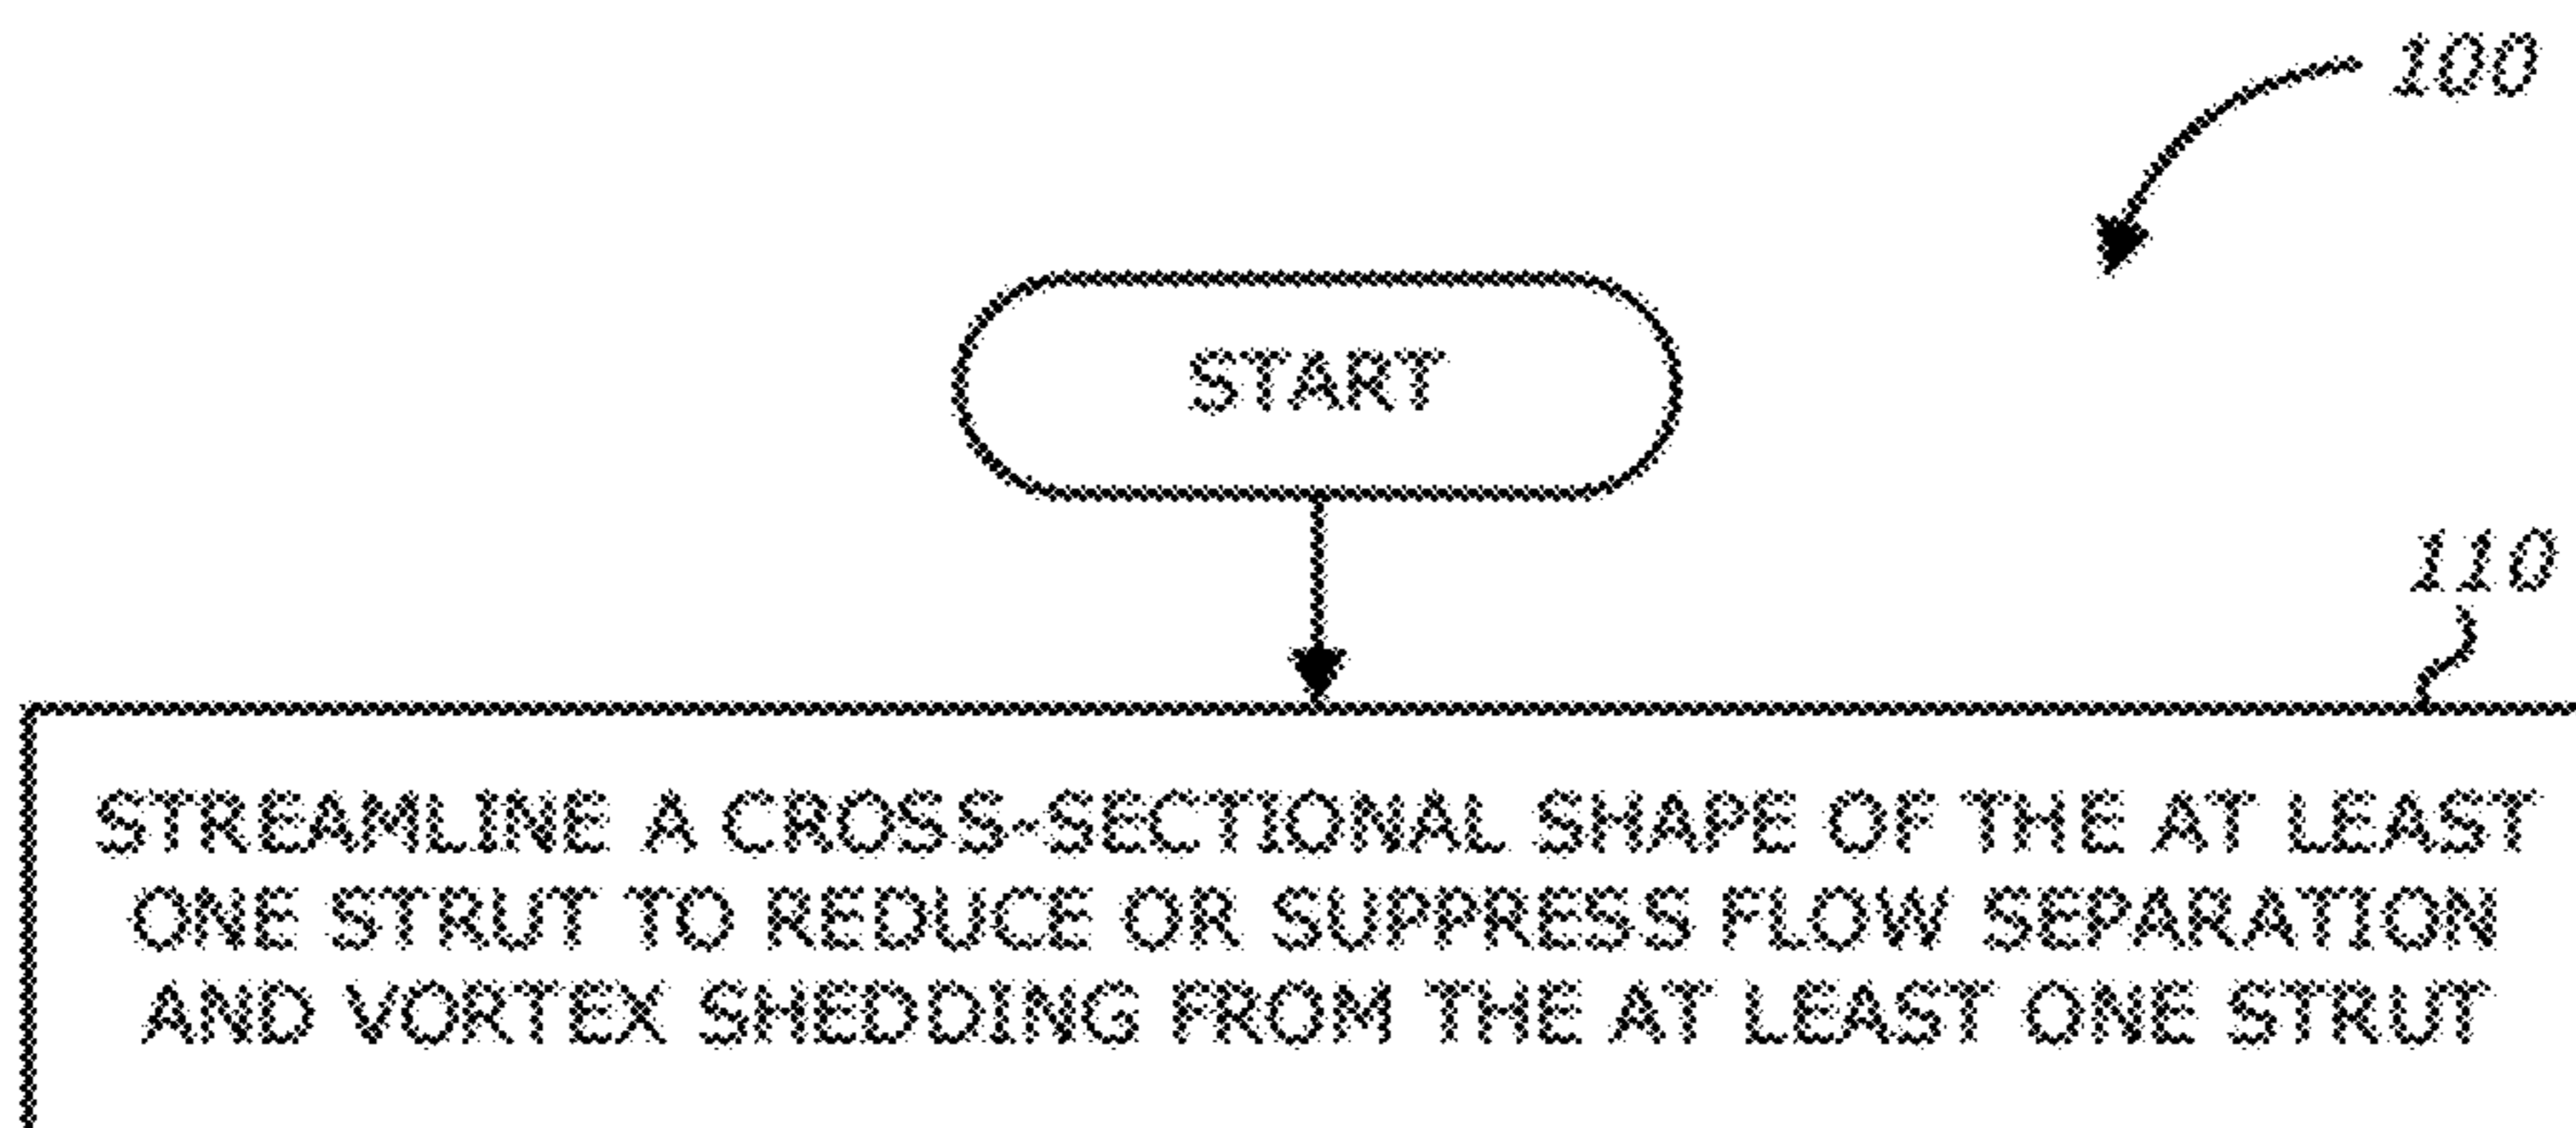 100
START
110
STREAMLINE A CROSS-SECTIONAL SHAPE OF THE AT LEAST
ONE STRUT TO REDUCE OR SUPPRESS FLOW SEPARATION
AND VORTEX SHEDDING FROM THE AT LEAST ONE STRUT